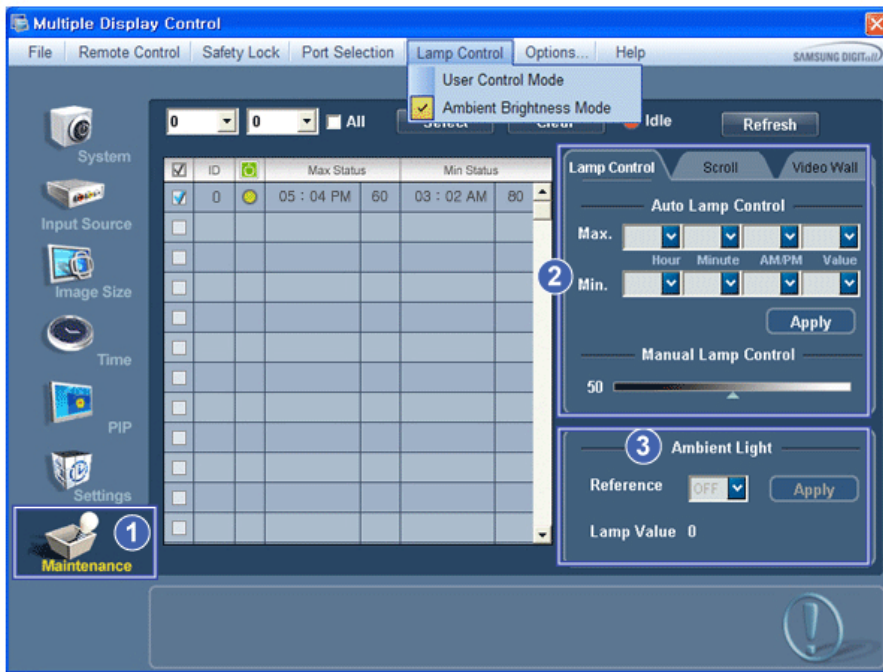 Multiple Display Control
File Remote Control Safety Lock Port Selection Lamp Control Options... Help
SAMSUNG DIGITall
User Control Mode
Ambient Brightness Mode
0 0 All Select Clear Idle Refresh
System
Input Source
Image Size
Time
PIP
Settings
1
Maintenance
ID Max Status Min Status
0 05 : 04 PM 60 03 : 02 AM 80
Lamp Control Scroll Video Wall
Auto Lamp Control
Max.
Hour Minute AM/PM Value
2
Min.
Apply
Manual Lamp Control
50
3 Ambient Light
Reference OFF Apply
Lamp Value 0